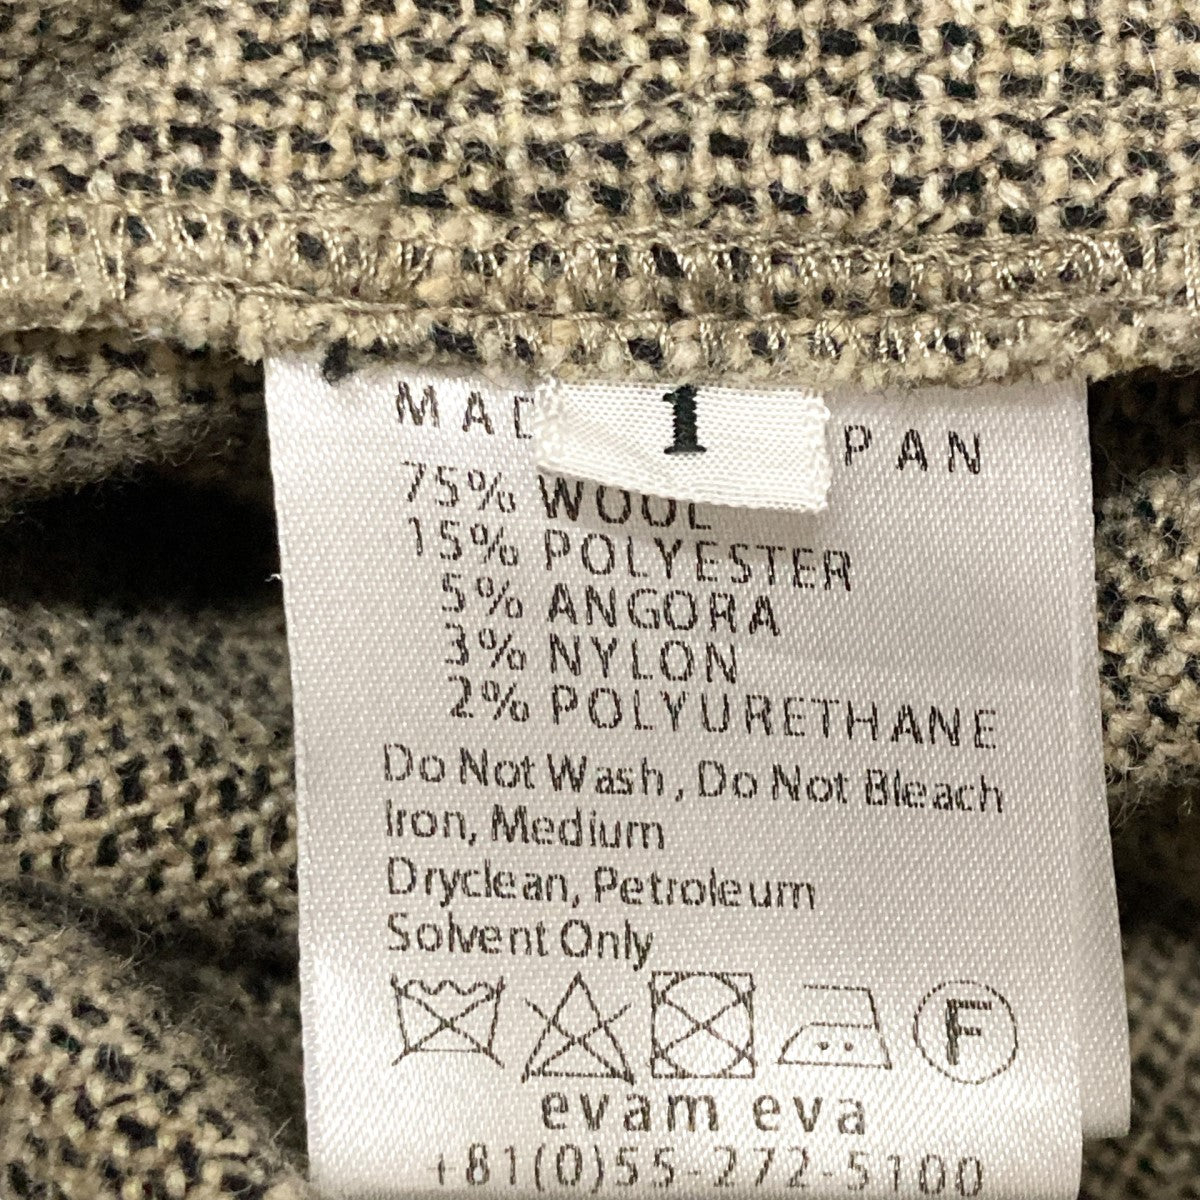 1
MAD PAN
75% WOOL
15% POLYESTER
5% ANGORA
3% NYLON
2% POLYURETHANE
Do Not Wash, Do Not Bleach
Iron, Medium
Dryclean, Petroleum
Solvent Only
F
evam eva
+81(0)55-272-5100